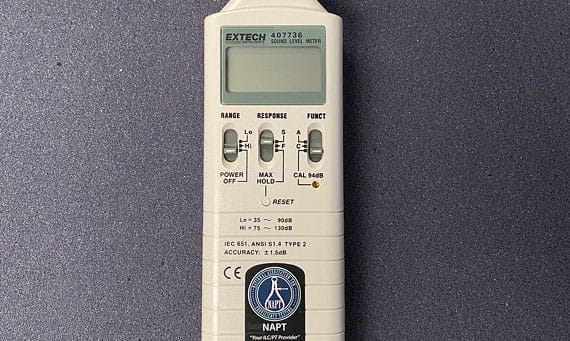 EXTECH 407736
INSTRUMENTS SOUND LEVEL METER
RANGE RESPONSE FUNCT
Lo S A
Hi F C
POWER OFF MAX HOLD CAL 94dB
RESET
Lo = 35 ~ 90dB
Hi = 75 ~ 130dB
IEC 651, ANSI S1.4 TYPE 2
ACCURACY: ±1.5dB
CE
NAPT
NAPT
"Your ILC/PT Provider"